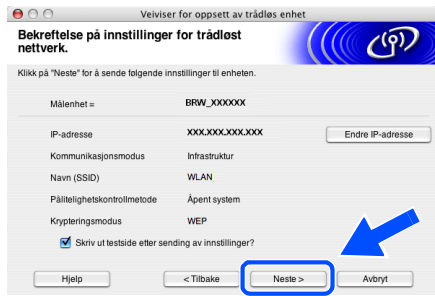 Veiviser for oppsett av trådløs enhet
Bekreftelse på innstillinger for trådløst
nettverk.
Klikk på "Neste" for å sende følgende innstillinger til enheten.
Målenhet = BRW_XXXXXX
IP-adresse XXX.XXX.XXX.XXX Endre IP-adresse
Kommunikasjonsmodus Infrastruktur
Navn (SSID) WLAN
Pålitelighetskontrollmetode Åpent system
Krypteringsmodus WEP
Skriv ut testside etter sending av innstillinger?
Hjelp < Tilbake Neste > Avbryt